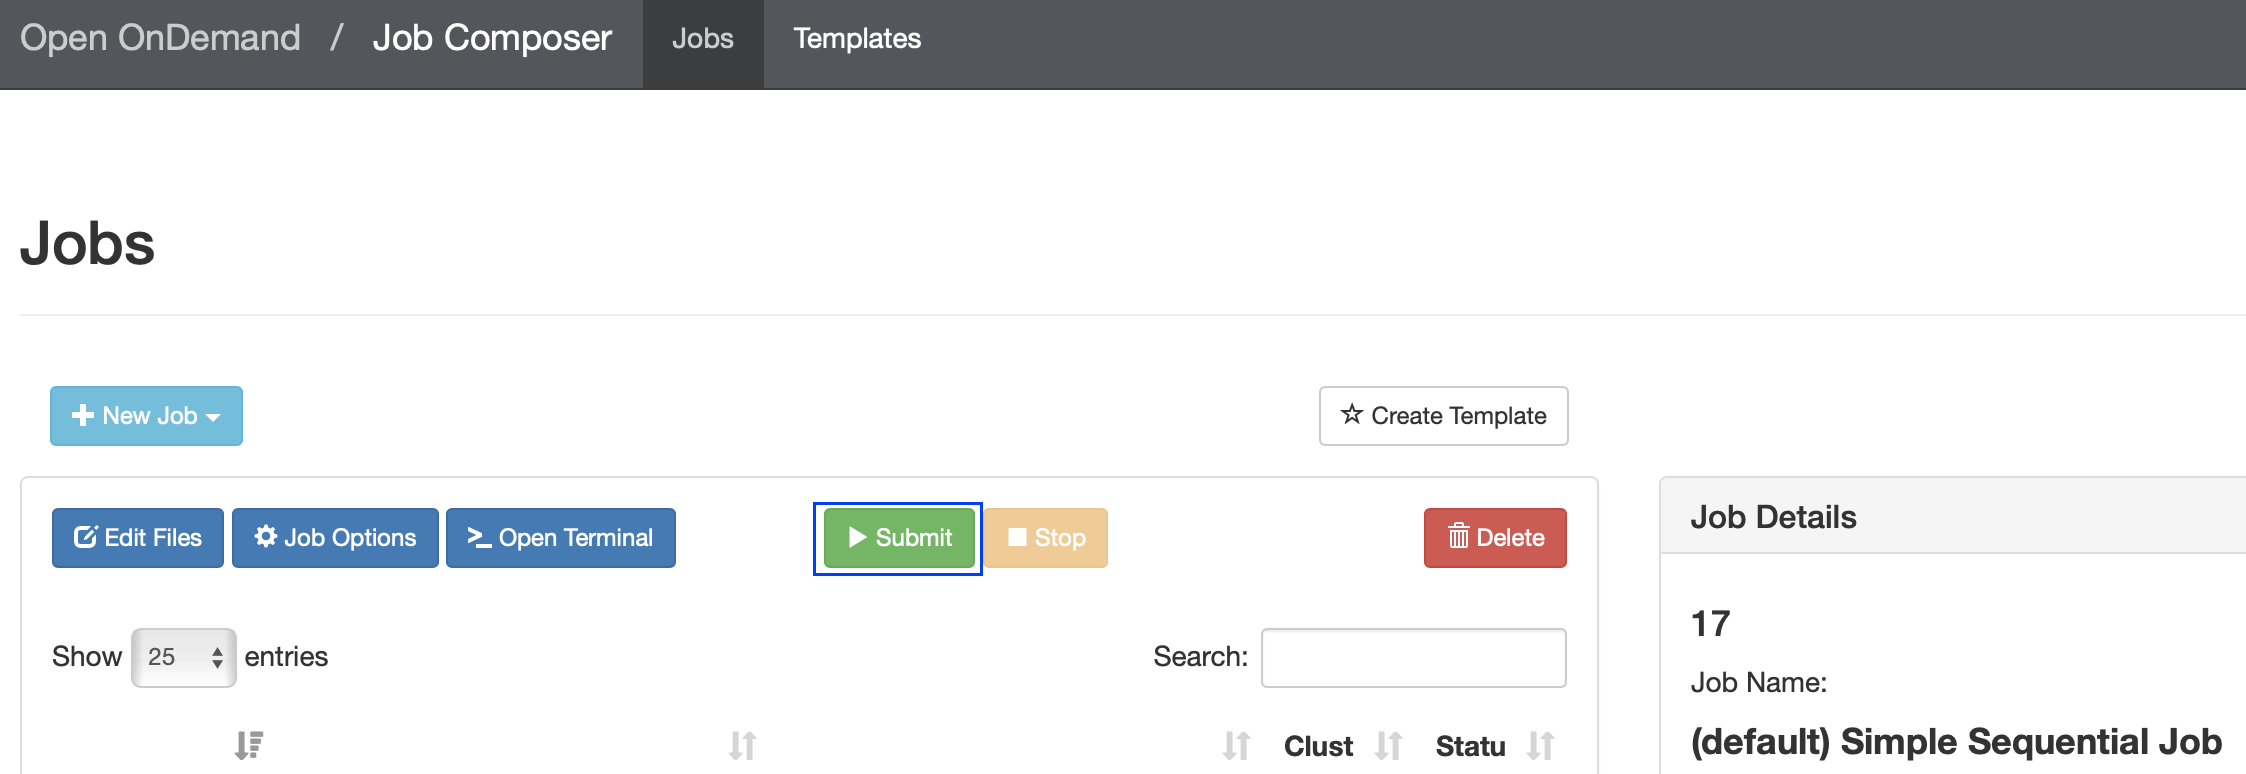 Open OnDemand / Job Composer Jobs Templates
Jobs
New Job
Create Template
Edit Files Job Options Open Terminal Submit Stop Delete
Show 25 entries
Search:
Clust Statu
Job Details
17
Job Name:
(default) Simple Sequential Job